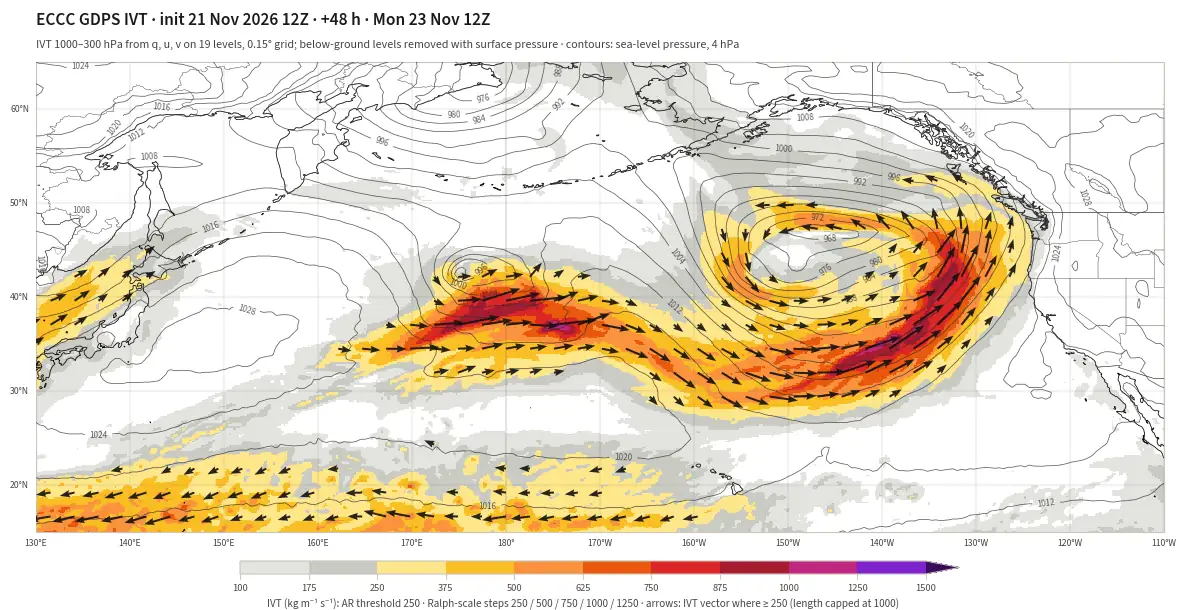 ECCC GDPS IVT · init 21 Nov 2026 12Z · +48 h · Mon 23 Nov 12Z
IVT 1000–300 hPa from q, u, v on 19 levels, 0.15° grid; below-ground levels removed with surface pressure · contours: sea-level pressure, 4 hPa
1024
1016
1020
1012
1008
1008
1016
976
980
984
992
996
1008
1000
992
996
1020
1028
1024
972
968
976
960
1004
1012
1000
1028
1024
1020
1016
1012
60°N
50°N
40°N
30°N
20°N
130°E
140°E
150°E
160°E
170°E
180°
170°W
160°W
150°W
140°W
130°W
120°W
110°W
100
175
250
375
500
625
750
875
1000
1250
1500
IVT (kg m⁻¹ s⁻¹): AR threshold 250 · Ralph-scale steps 250 / 500 / 750 / 1000 / 1250 · arrows: IVT vector where ≥ 250 (length capped at 1000)